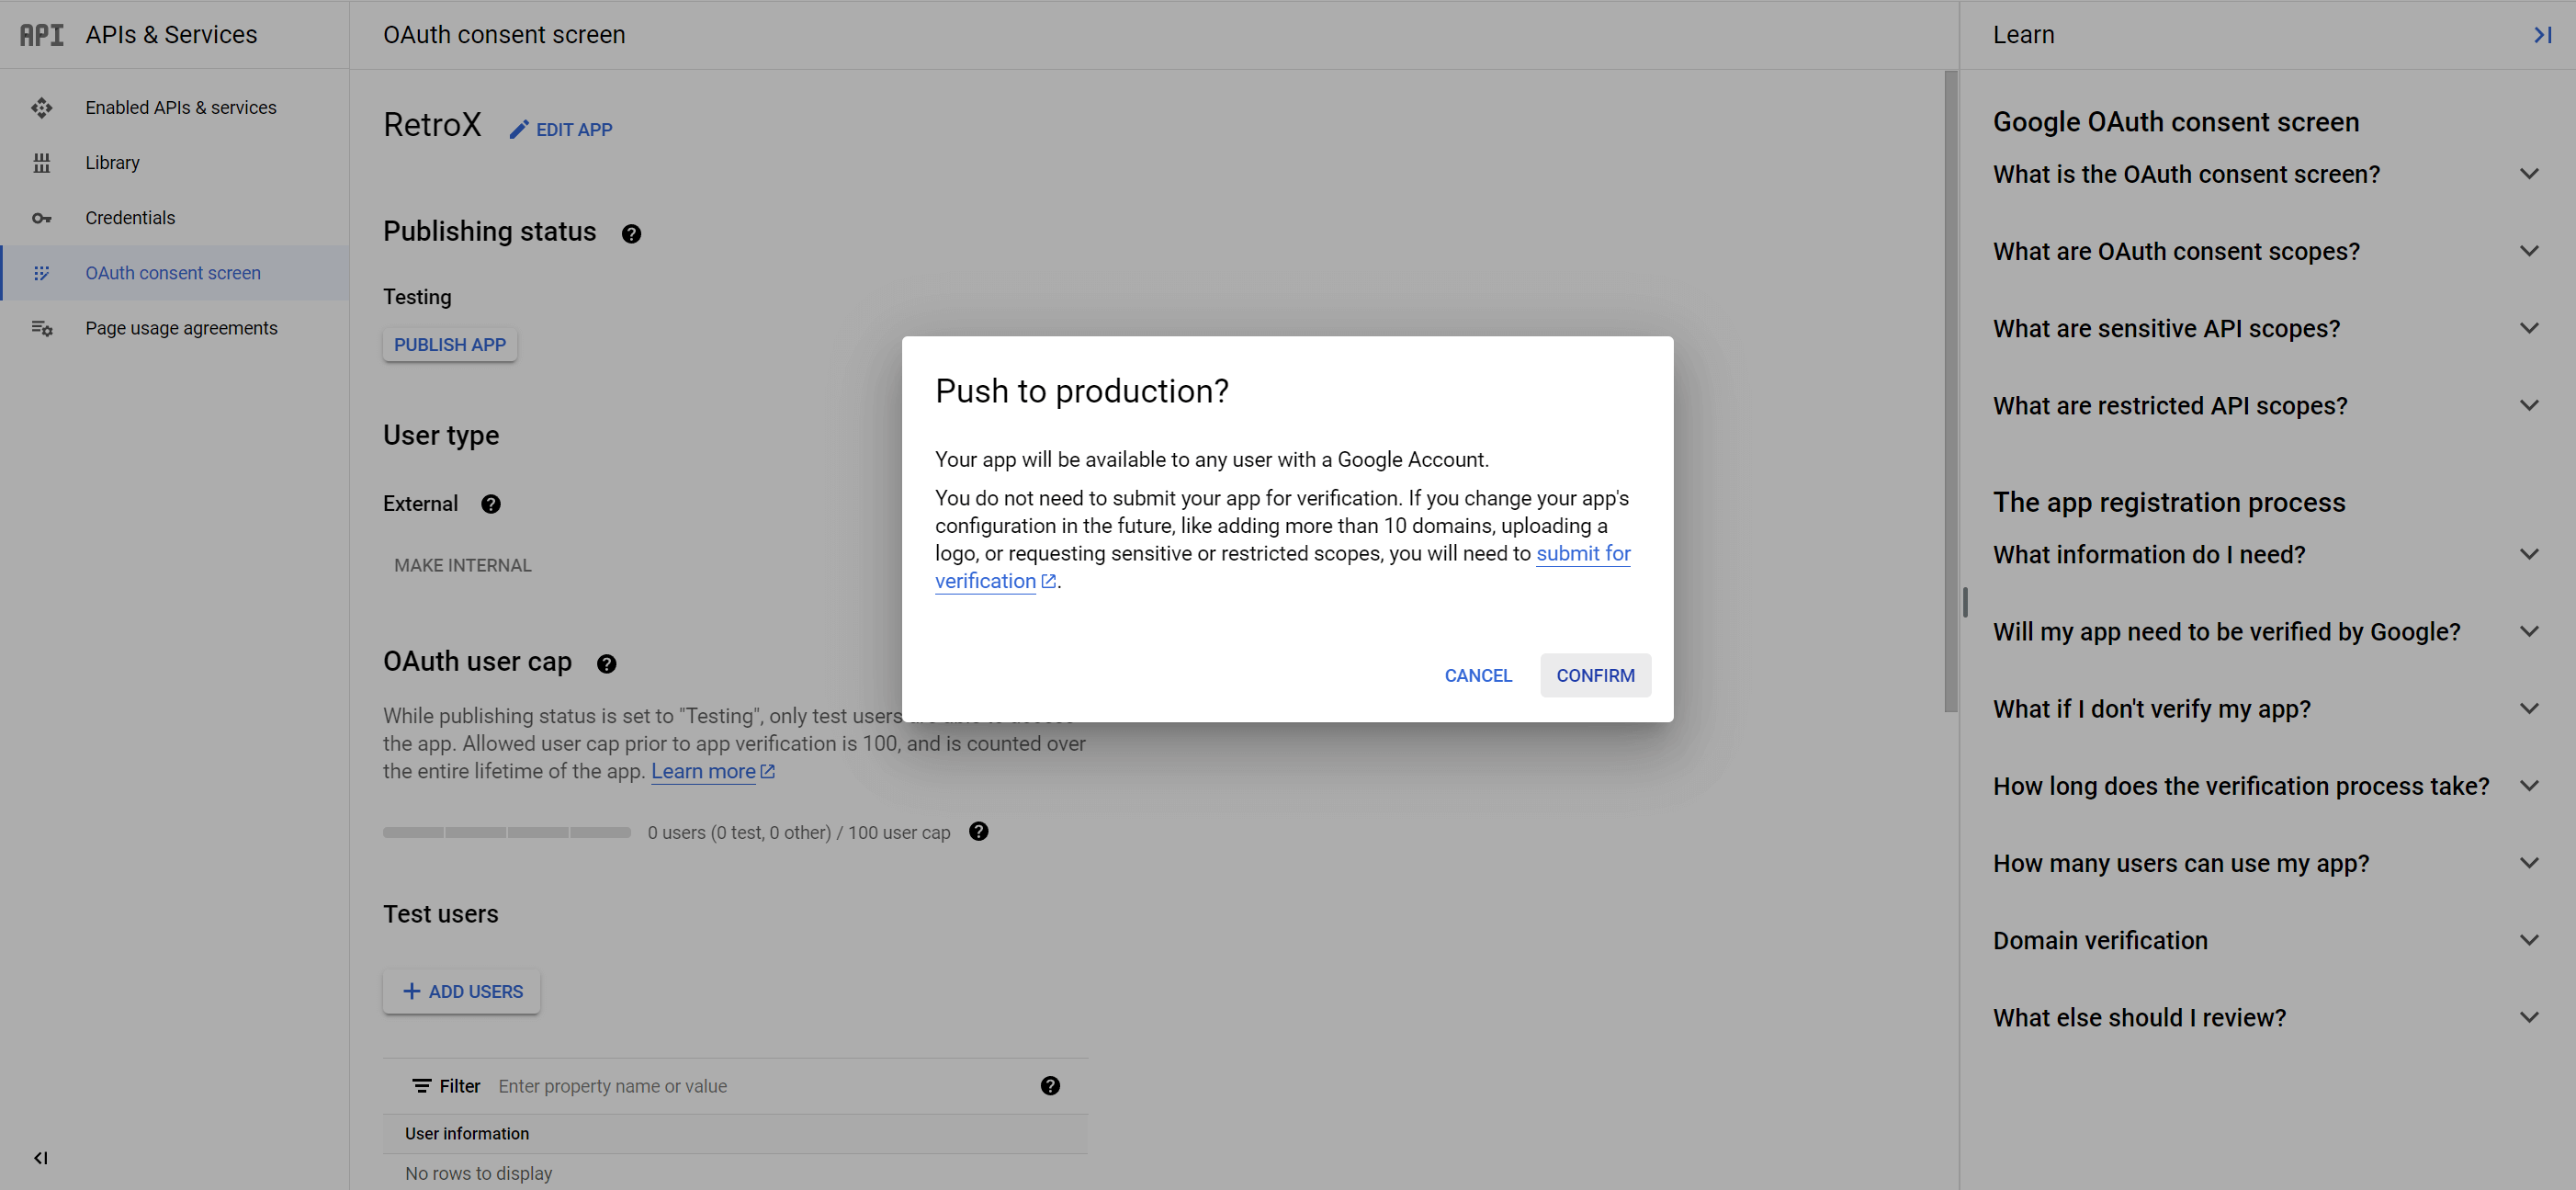 API APIs & Services
Enabled APIs & services
Library
Credentials
OAuth consent screen
Page usage agreements
OAuth consent screen
RetroX
EDIT APP
Publishing status
Testing
PUBLISH APP
User type
External
MAKE INTERNAL
OAuth user cap
While publishing status is set to "Testing", only test users
the app. Allowed user cap prior to app verification is 100, and is counted over
the entire lifetime of the app. Learn more
0 users (0 test, 0 other) / 100 user cap
Test users
+ ADD USERS
Filter Enter property name or value
User information
No rows to display
Push to production?
Your app will be available to any user with a Google Account.
You do not need to submit your app for verification. If you change your app's
configuration in the future, like adding more than 10 domains, uploading a
logo, or requesting sensitive or restricted scopes, you will need to submit for
verification.
CANCEL
CONFIRM
Learn
Google OAuth consent screen
What is the OAuth consent screen?
What are OAuth consent scopes?
What are sensitive API scopes?
What are restricted API scopes?
The app registration process
What information do I need?
Will my app need to be verified by Google?
What if I don't verify my app?
How long does the verification process take?
How many users can use my app?
Domain verification
What else should I review?